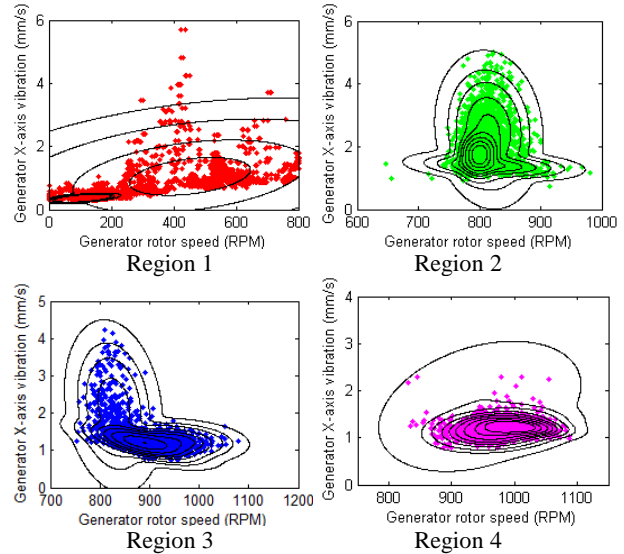 Generator X-axis vibration (mm/s)
6
4
2
0
0 200 400 600 800
Generator rotor speed (RPM)
Region 1
Generator X-axis vibration (mm/s)
6
4
2
0
600 700 800 900 1000
Generator rotor speed (RPM)
Region 2
Generator X-axis vibration (mm/s)
5
4
3
2
1
0
700 800 900 1000 1100 1200
Generator rotor speed (RPM)
Region 3
Generator X-axis vibration (mm/s)
4
3
2
1
0
800 900 1000 1100
Generator rotor speed (RPM)
Region 4